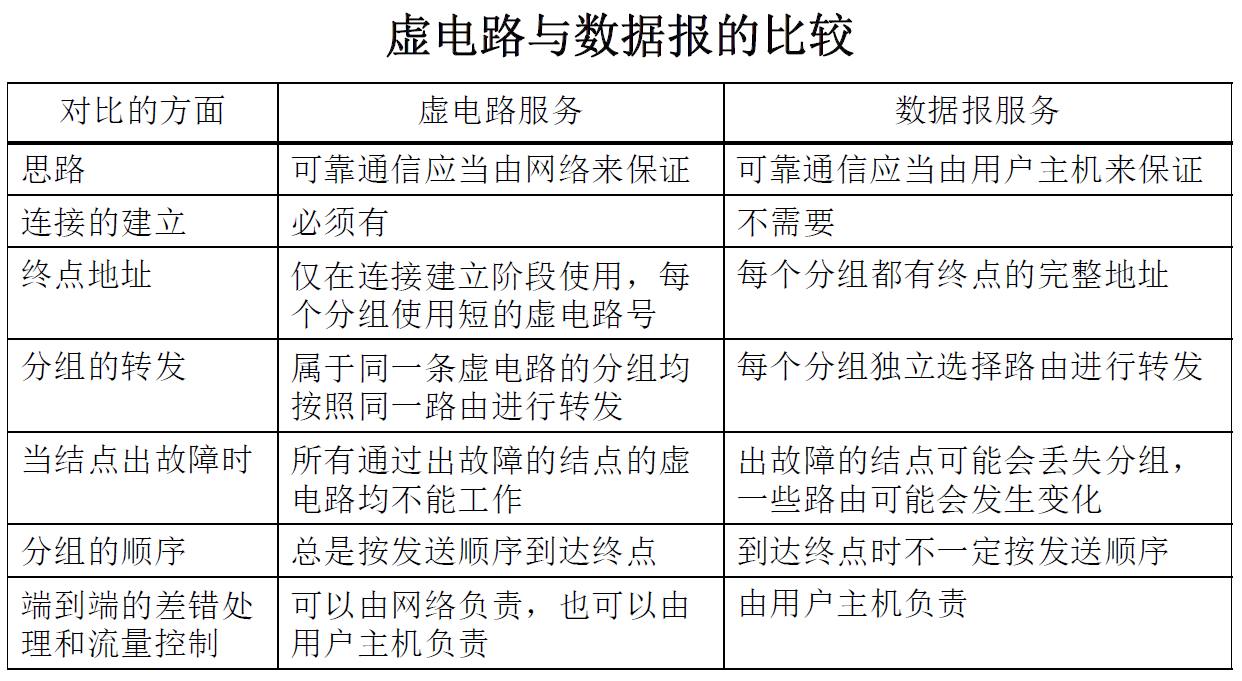 虚电路与数据报的比较
对比的方面
虚电路服务
数据报服务
思路
可靠通信应当由网络来保证
可靠通信应当由用户主机来保证
连接的建立
必须有
不需要
终点地址
仅在连接建立阶段使用，每
个分组使用短的虚电路号
每个分组都有终点的完整地址
分组的转发
属于同一条虚电路的分组均
按照同一路由进行转发
每个分组独立选择路由进行转发
当结点出故障时
所有通过出故障的结点的虚
电路均不能工作
出故障的结点可能会丢失分组，
一些路由可能会发生变化
分组的顺序
总是按发送顺序到达终点
到达终点时不一定按发送顺序
端到端的差错处
理和流量控制
可以由网络负责，也可以由
用户主机负责
由用户主机负责